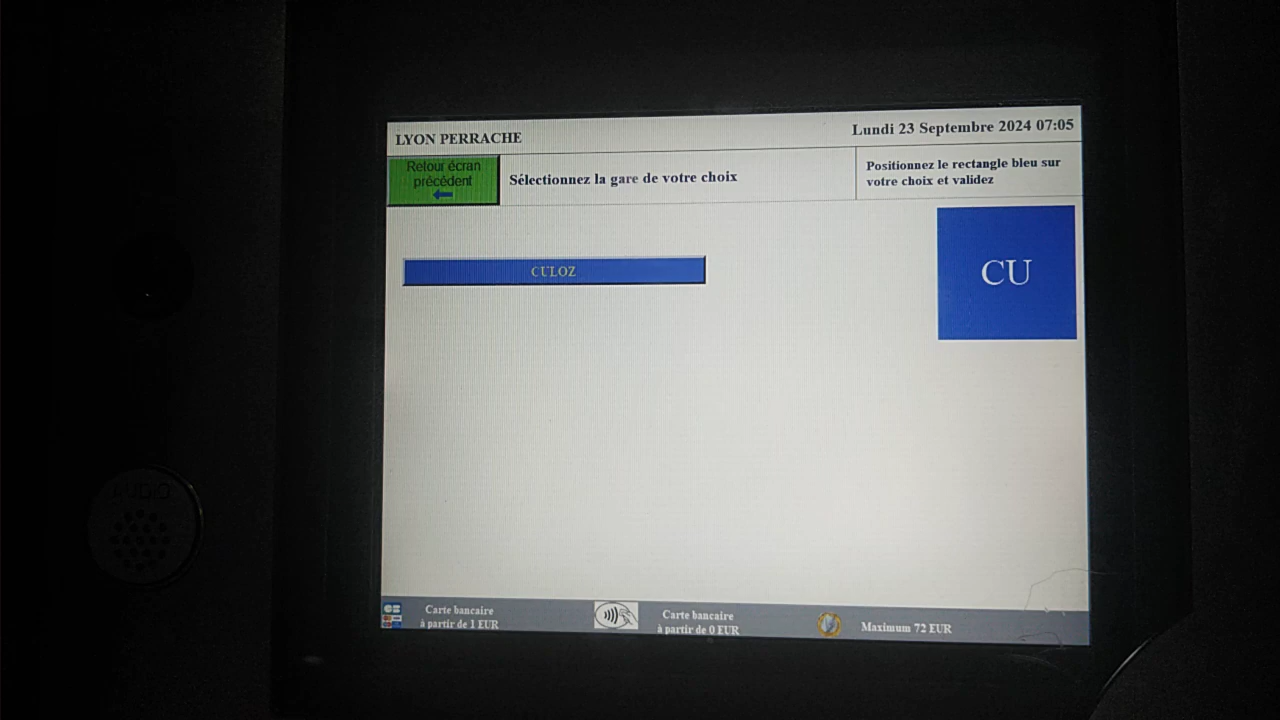 LYON PERRACHE
Lundi 23 Septembre 2024 07:05
Retour écran
précédent
Sélectionnez la gare de votre choix
Positionnez le rectangle bleu sur
votre choix et validez
CULOZ
CU
AUDIO
CB
Carte bancaire
à partir de 1 EUR
Carte bancaire
à partir de 0 EUR
Maximum 72 EUR